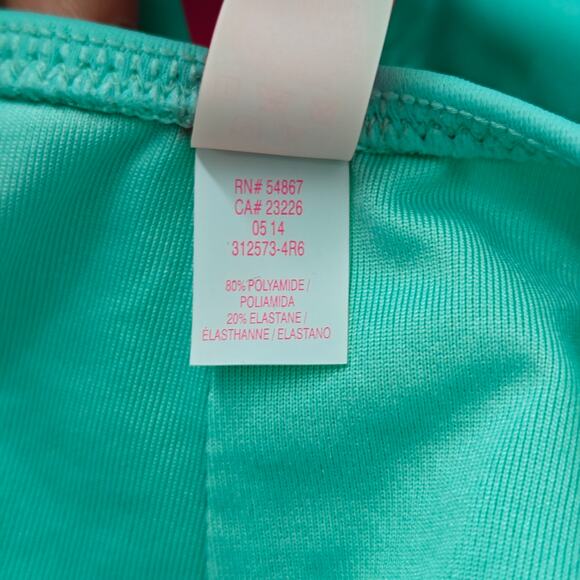 RN# 54867
CA# 23226
05 14
312573-4R6
80% POLYAMIDE /
POLIAMIDA
20% ELASTANE /
ÉLASTHANNE / ELASTANO